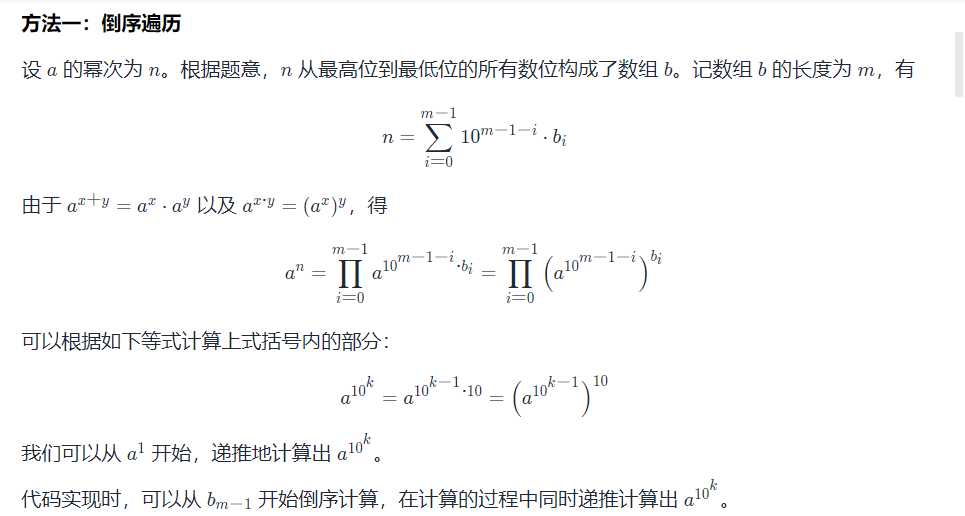 方法一：倒序遍历
设 a 的幂次为 n。根据题意，n 从最高位到最低位的所有数位构成了数组 b。记数组 b 的长度为 m，有
n = \sum_{i=0}^{m-1} 10^{m-1-i} \cdot b_i
由于 a^{x+y} = a^x \cdot a^y 以及 a^{x \cdot y} = (a^x)^y，得
a^n = \prod_{i=0}^{m-1} a^{10^{m-1-i} \cdot b_i} = \prod_{i=0}^{m-1} \left( a^{10^{m-1-i}} \right)^{b_i}
可以根据如下等式计算上式括号内的部分：
a^{10^k} = a^{10^{k-1} \cdot 10} = \left( a^{10^{k-1}} \right)^{10}
我们可以从 a^1 开始，递推地计算出 a^{10^k}。
代码实现时，可以从 b_{m-1} 开始倒序计算，在计算的过程中同时递推计算出 a^{10^k}。